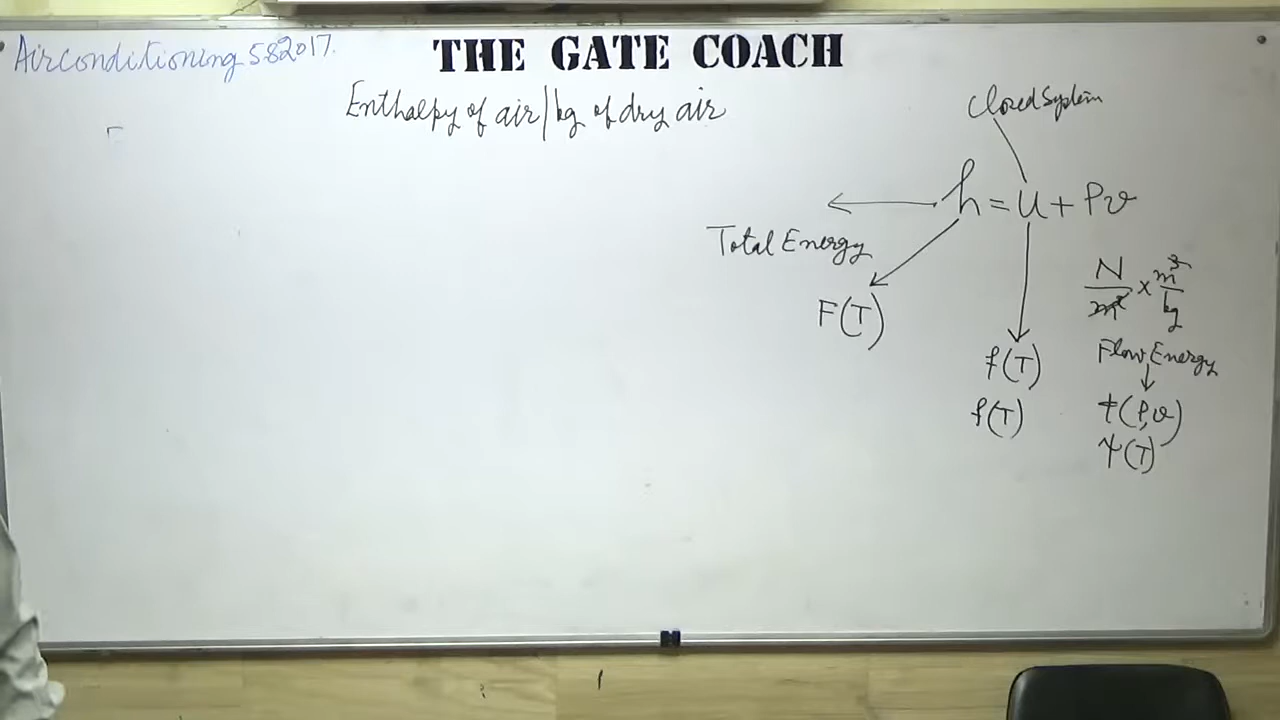 Airconditioning 582017.
THE GATE COACH
Enthalpy of air/kg of dry air
Closed System
h = u + Pv
Total Energy
F(T)
N/m² × m³/kg
Flow Energy
f(T)
f(P,v)
f(T)
ψ(T)